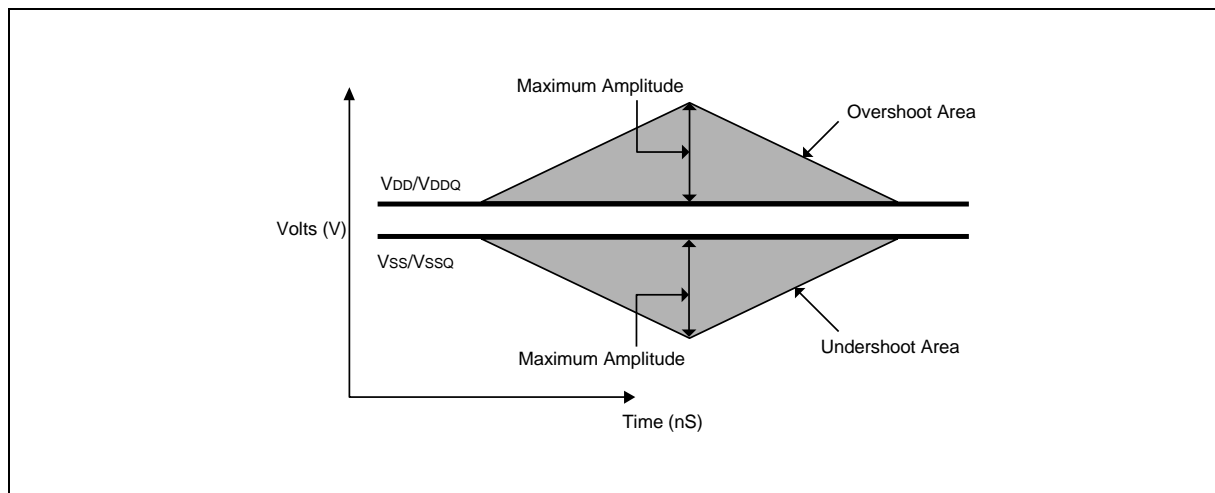 Maximum Amplitude
Overshoot Area
VDD/VDDQ
Volts (V)
VSS/VSSQ
Undershoot Area
Maximum Amplitude
Time (nS)